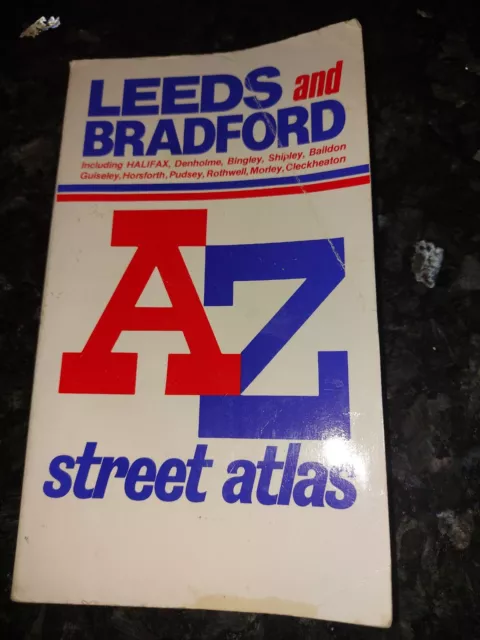 LEEDS and
BRADFORD
Including HALIFAX, Denholme, Bingley, Shipley, Baildon
Guiseley, Horsforth, Pudsey, Rothwell, Morley, Cleckheaton
AZ
street atlas